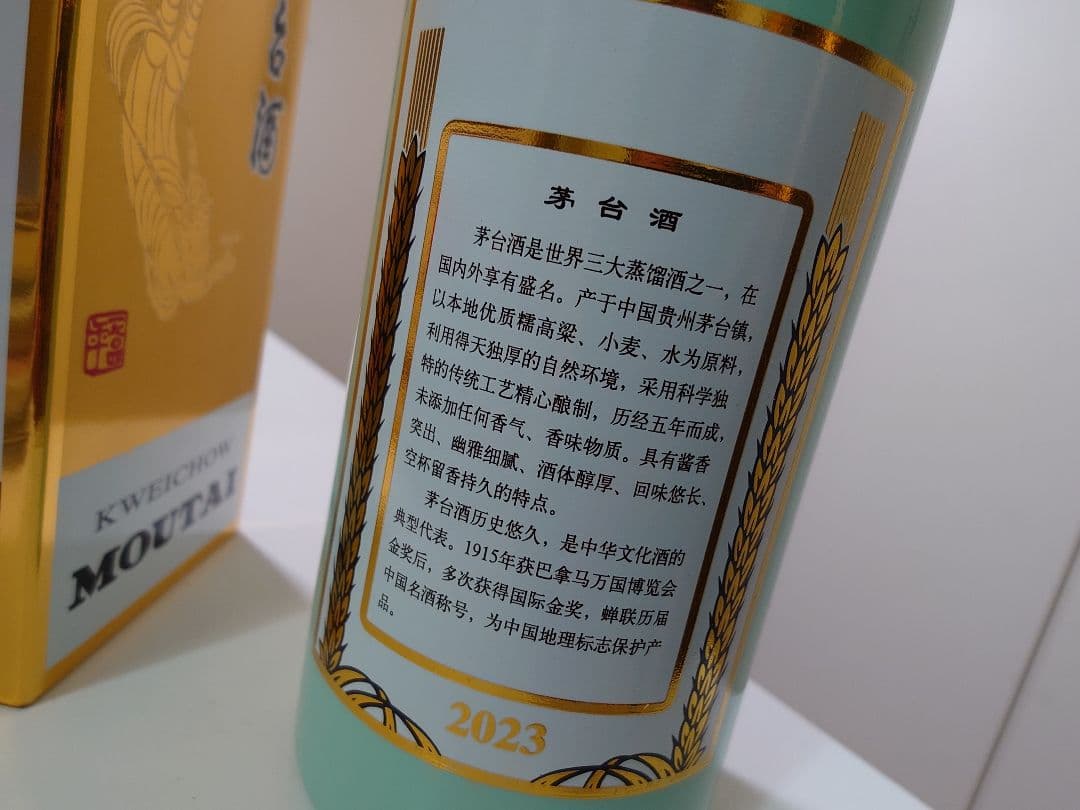 台酒
KWEICHOW
MOUTAI
茅台酒
茅台酒是世界三大蒸馏酒之一，在
国内外享有盛名。产于中国贵州茅台镇，
以本地优质糯高粱、小麦、水为原料，
利用得天独厚的自然环境，采用科学独
特的传统工艺精心酿制，历经五年而成，
未添加任何香气、香味物质。具有酱香
突出、幽雅细腻、酒体醇厚、回味悠长、
空杯留香持久的特点。
茅台酒历史悠久，是中华文化酒的
典型代表。1915年获巴拿马万国博览会
金奖后，多次获得国际金奖，蝉联历届
中国名酒称号，为中国地理标志保护产
品。
2023